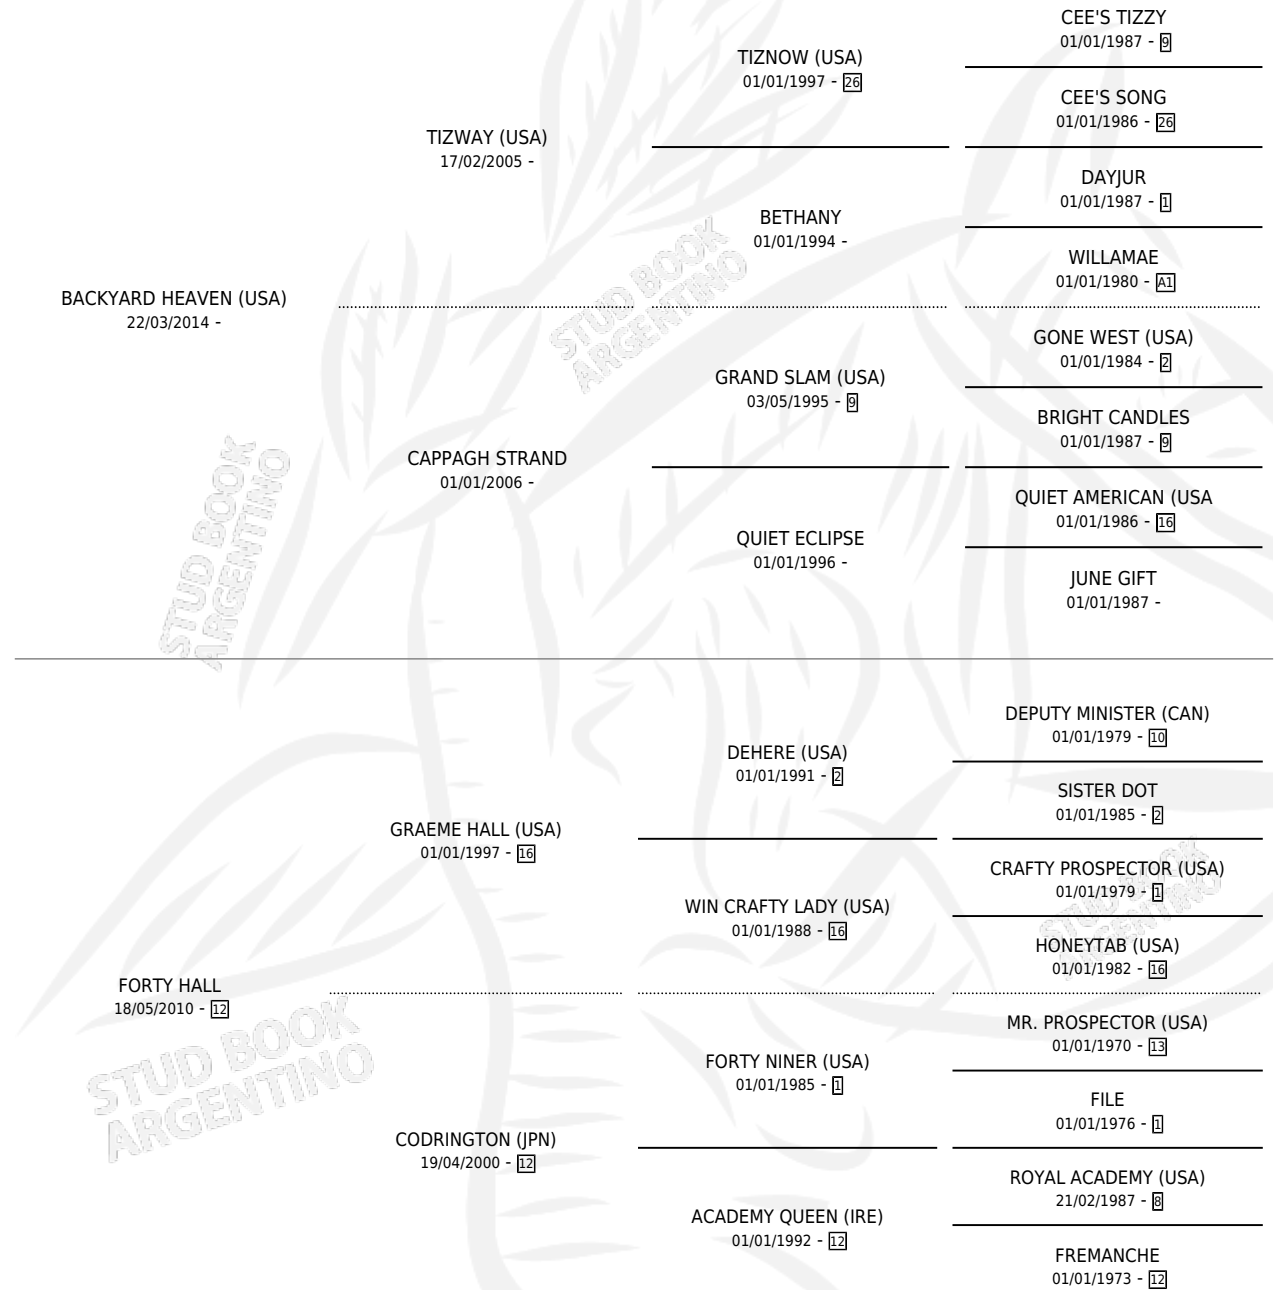 CEE'S TIZZY
01/01/1987 - 9
TIZNOW (USA)
01/01/1997 - 26
CEE'S SONG
01/01/1986 - 26
TIZWAY (USA)
17/02/2005 -
DAYJUR
01/01/1987 - 1
BETHANY
01/01/1994 -
WILLAMAE
01/01/1980 - A1
BACKYARD HEAVEN (USA)
22/03/2014 -
STUD BOOK
ARGENTINO
GONE WEST (USA)
01/01/1984 - 2
GRAND SLAM (USA)
03/05/1995 - 9
BRIGHT CANDLES
01/01/1987 - 9
CAPPAGH STRAND
01/01/2006 -
QUIET AMERICAN (USA
01/01/1986 - 16
QUIET ECLIPSE
01/01/1996 -
JUNE GIFT
01/01/1987 -
STUD BOOK
ARGENTINO
DEPUTY MINISTER (CAN)
01/01/1979 - 10
DEHERE (USA)
01/01/1991 - 2
SISTER DOT
01/01/1985 - 2
GRAEME HALL (USA)
01/01/1997 - 16
CRAFTY PROSPECTOR (USA)
01/01/1979 - 1
WIN CRAFTY LADY (USA)
01/01/1988 - 16
STUD BOOK
ARGENTINO
HONEYTAB (USA)
01/01/1982 - 16
FORTY HALL
18/05/2010 - 12
MR. PROSPECTOR (USA)
01/01/1970 - 13
FORTY NINER (USA)
01/01/1985 - 1
STUD BOOK
ARGENTINO
FILE
01/01/1976 - 1
CODRINGTON (JPN)
19/04/2000 - 12
ROYAL ACADEMY (USA)
21/02/1987 - 8
ACADEMY QUEEN (IRE)
01/01/1992 - 12
FREMANCHE
01/01/1973 - 12